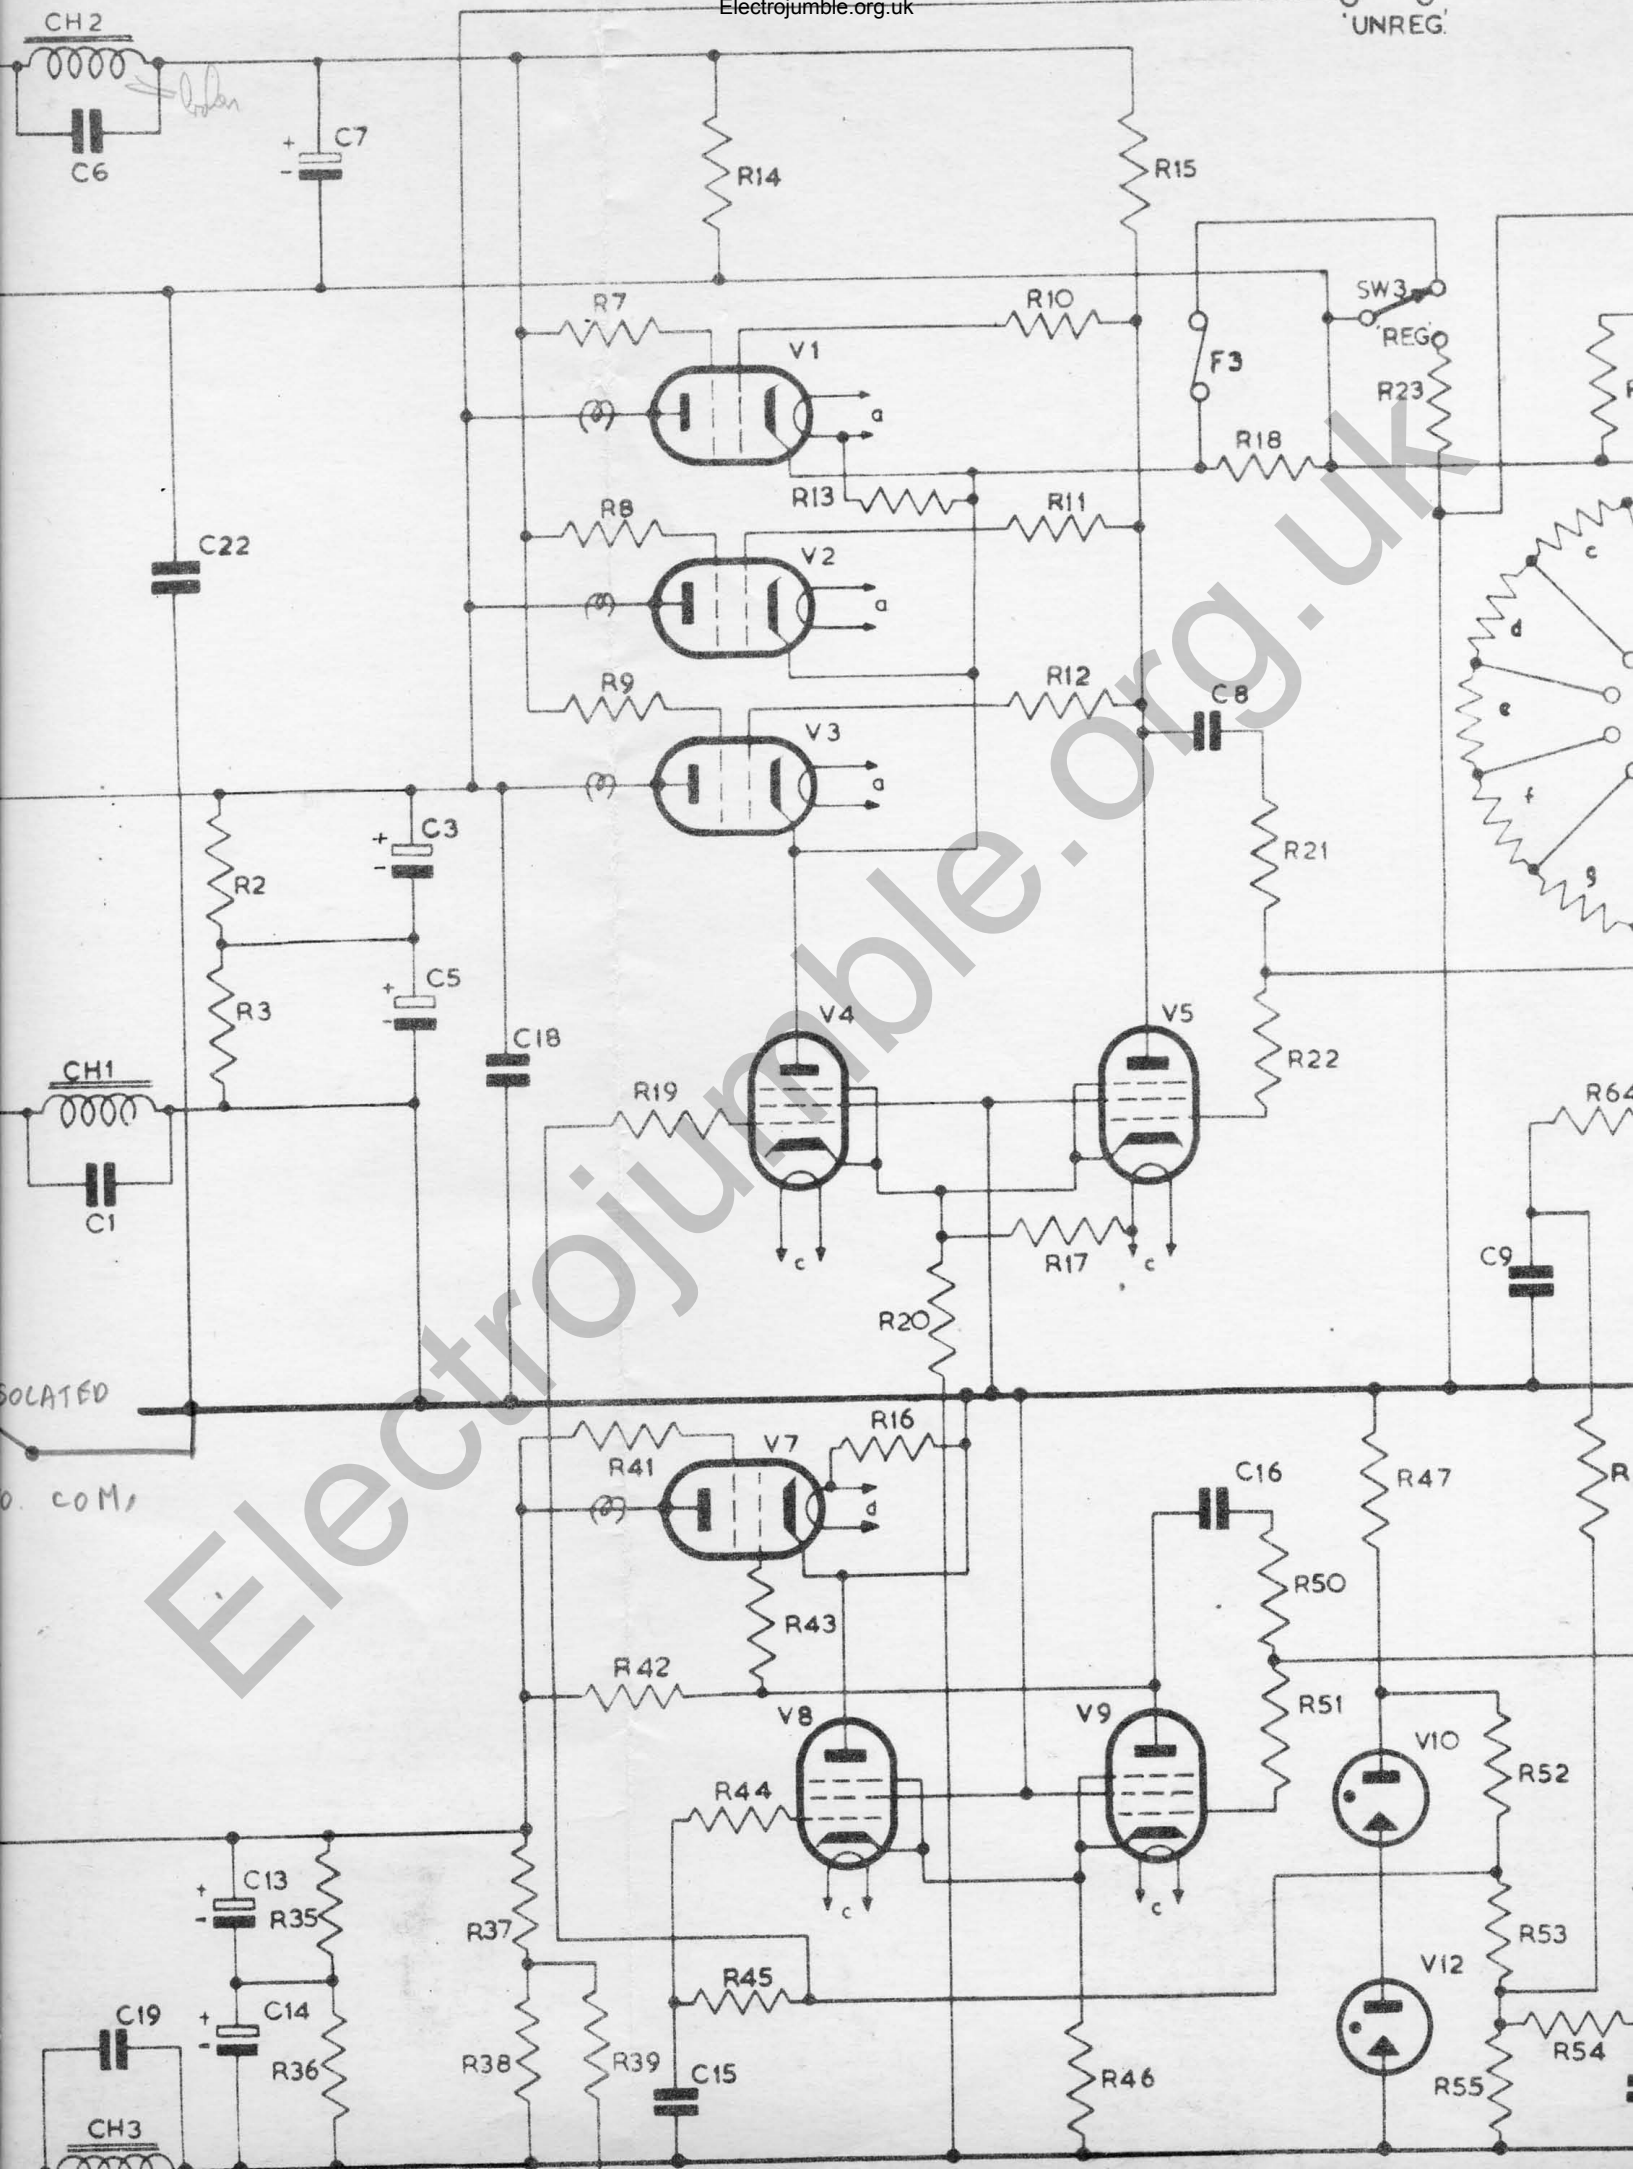 Electrojumble.org.uk
'UNREG.'
CH2
C6
C7
R14
R15
SW3
'REG'
R23
F3
R18
R7
V1
R10
a
R13
R11
R8
V2
a
C22
R9
V3
R12
a
C8
c
d
e
f
g
C3
R2
R21
C5
R3
V4
V5
C18
R22
CH1
R19
R64
C1
c
R17
c
C9
R20
SOLATED
COM,
R16
R41
V7
d
C16
R47
R
R43
R50
R42
V8
V9
R51
V10
R44
R52
C13
R35
c
c
R37
R53
R45
V12
C19
C14
R36
R38
R39
C15
R46
R54
R55
CH3
Electrojumble.org.uk